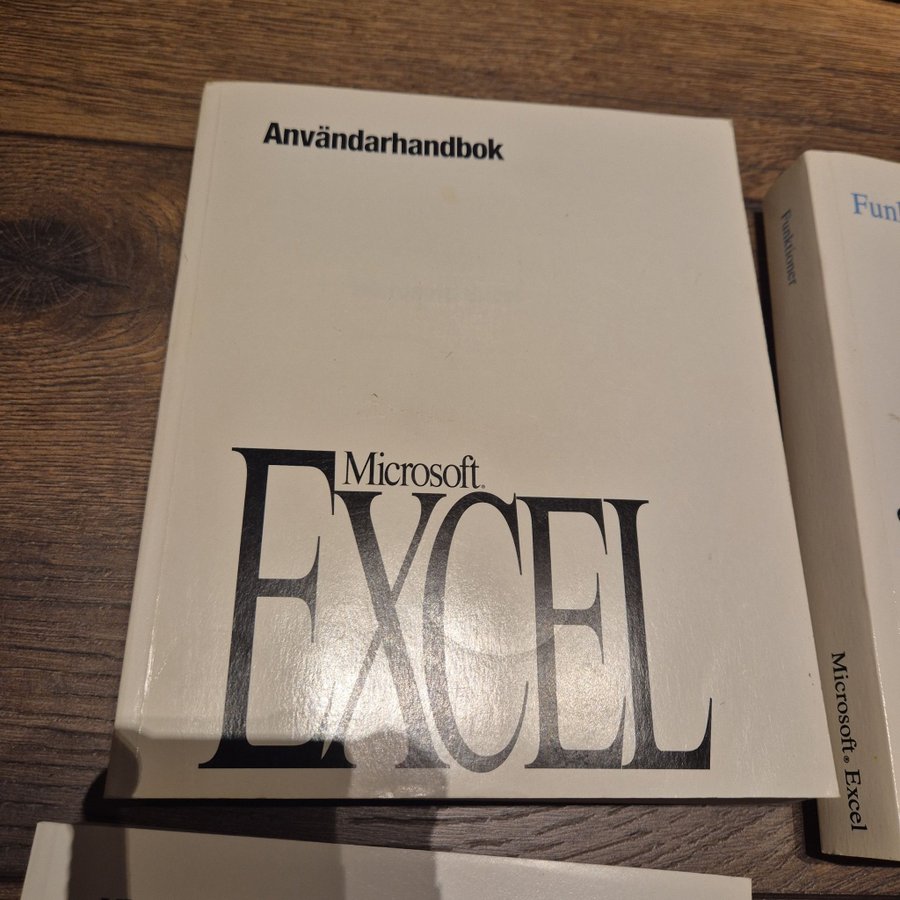 Användarhandbok
Microsoft®
EXCEL
Funktioner
Microsoft® Excel